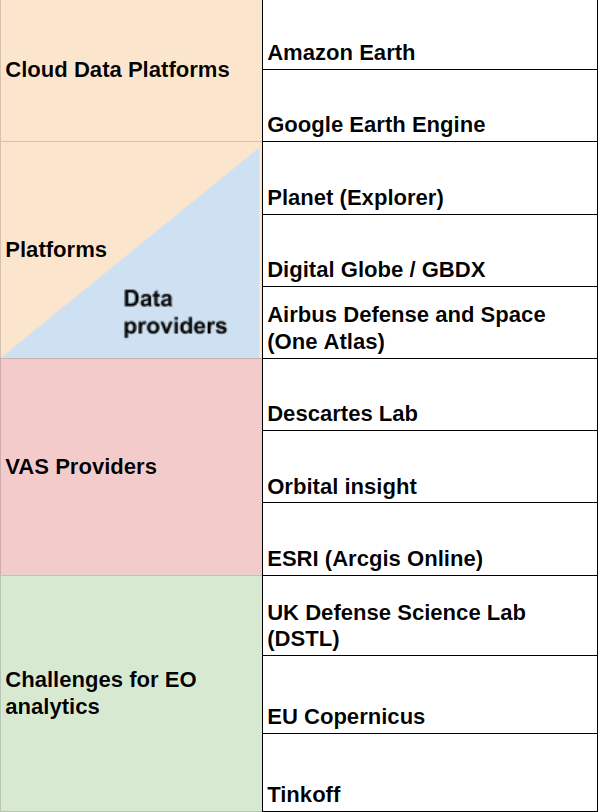 Cloud Data Platforms
Amazon Earth
Google Earth Engine
Platforms
Data
providers
Planet (Explorer)
Digital Globe / GBDX
Airbus Defense and Space
(One Atlas)
VAS Providers
Descartes Lab
Orbital insight
ESRI (Arcgis Online)
Challenges for EO
analytics
UK Defense Science Lab
(DSTL)
EU Copernicus
Tinkoff